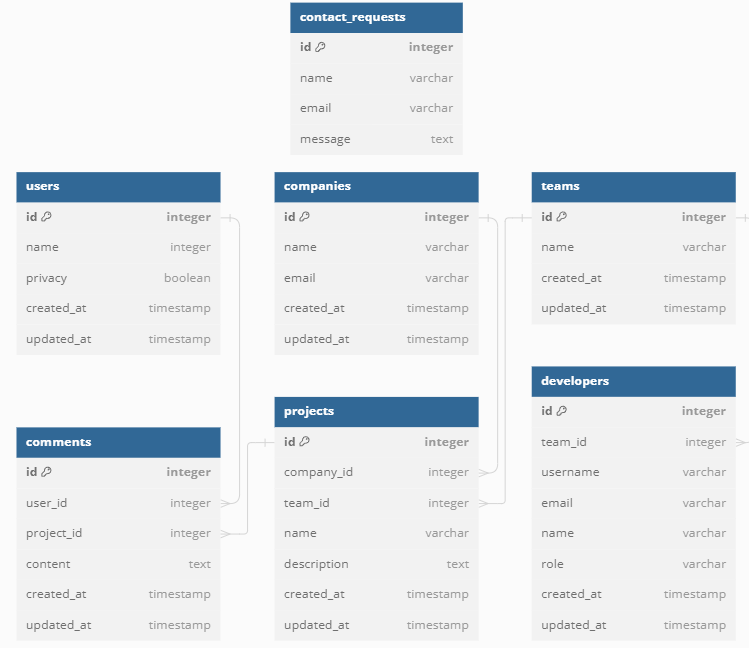 contact_requests
id integer
name varchar
email varchar
message text
users
id integer
name integer
privacy boolean
created_at timestamp
updated_at timestamp
companies
id integer
name varchar
email varchar
created_at timestamp
updated_at timestamp
teams
id integer
name varchar
created_at timestamp
updated_at timestamp
comments
id integer
user_id integer
project_id integer
content text
created_at timestamp
updated_at timestamp
projects
id integer
company_id integer
team_id integer
name varchar
description text
created_at timestamp
updated_at timestamp
developers
id integer
team_id integer
username varchar
email varchar
name varchar
role varchar
created_at timestamp
updated_at timestamp